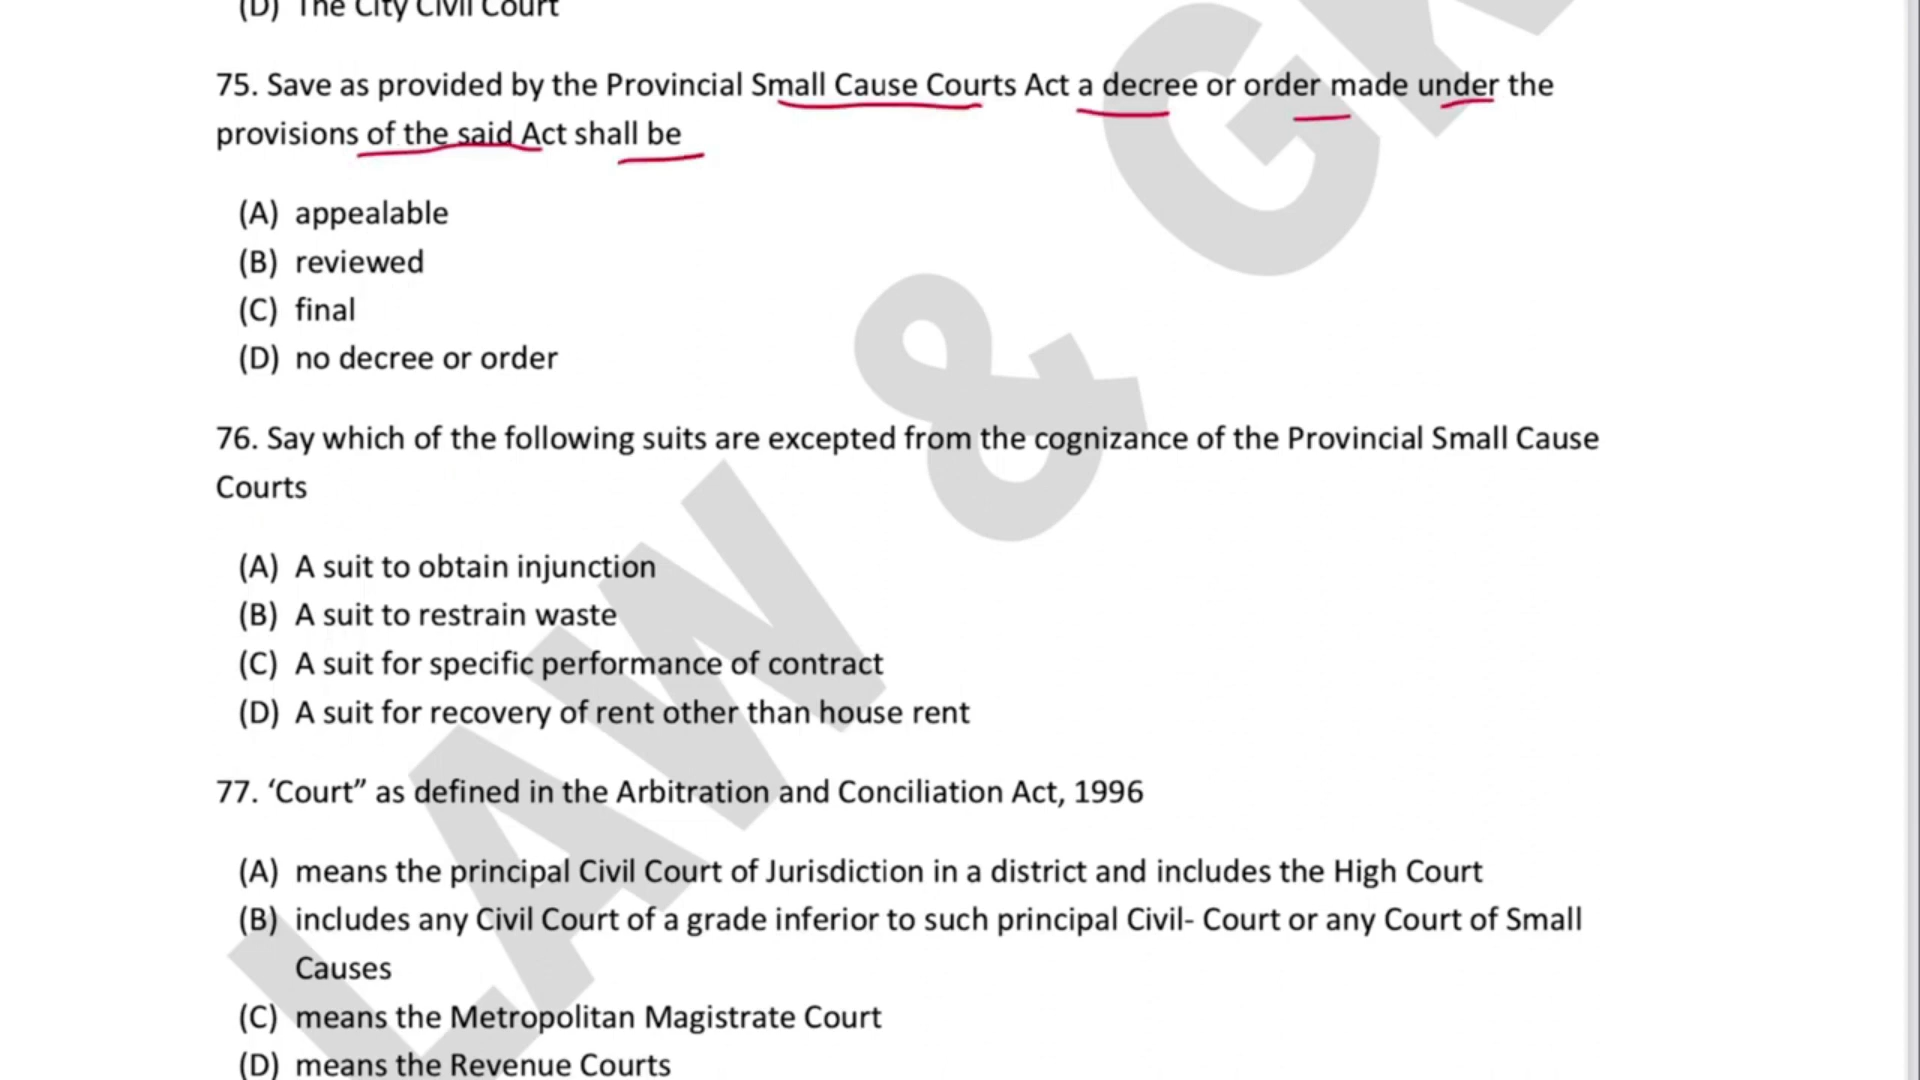 (D) The City Civil Court
75. Save as provided by the Provincial Small Cause Courts Act a decree or order made under the
provisions of the said Act shall be
(A) appealable
(B) reviewed
(C) final
(D) no decree or order
76. Say which of the following suits are excepted from the cognizance of the Provincial Small Cause
Courts
(A) A suit to obtain injunction
(B) A suit to restrain waste
(C) A suit for specific performance of contract
(D) A suit for recovery of rent other than house rent
77. ‘Court” as defined in the Arbitration and Conciliation Act, 1996
(A) means the principal Civil Court of Jurisdiction in a district and includes the High Court
(B) includes any Civil Court of a grade inferior to such principal Civil- Court or any Court of Small
Causes
(C) means the Metropolitan Magistrate Court
(D) means the Revenue Courts
LAW & GK